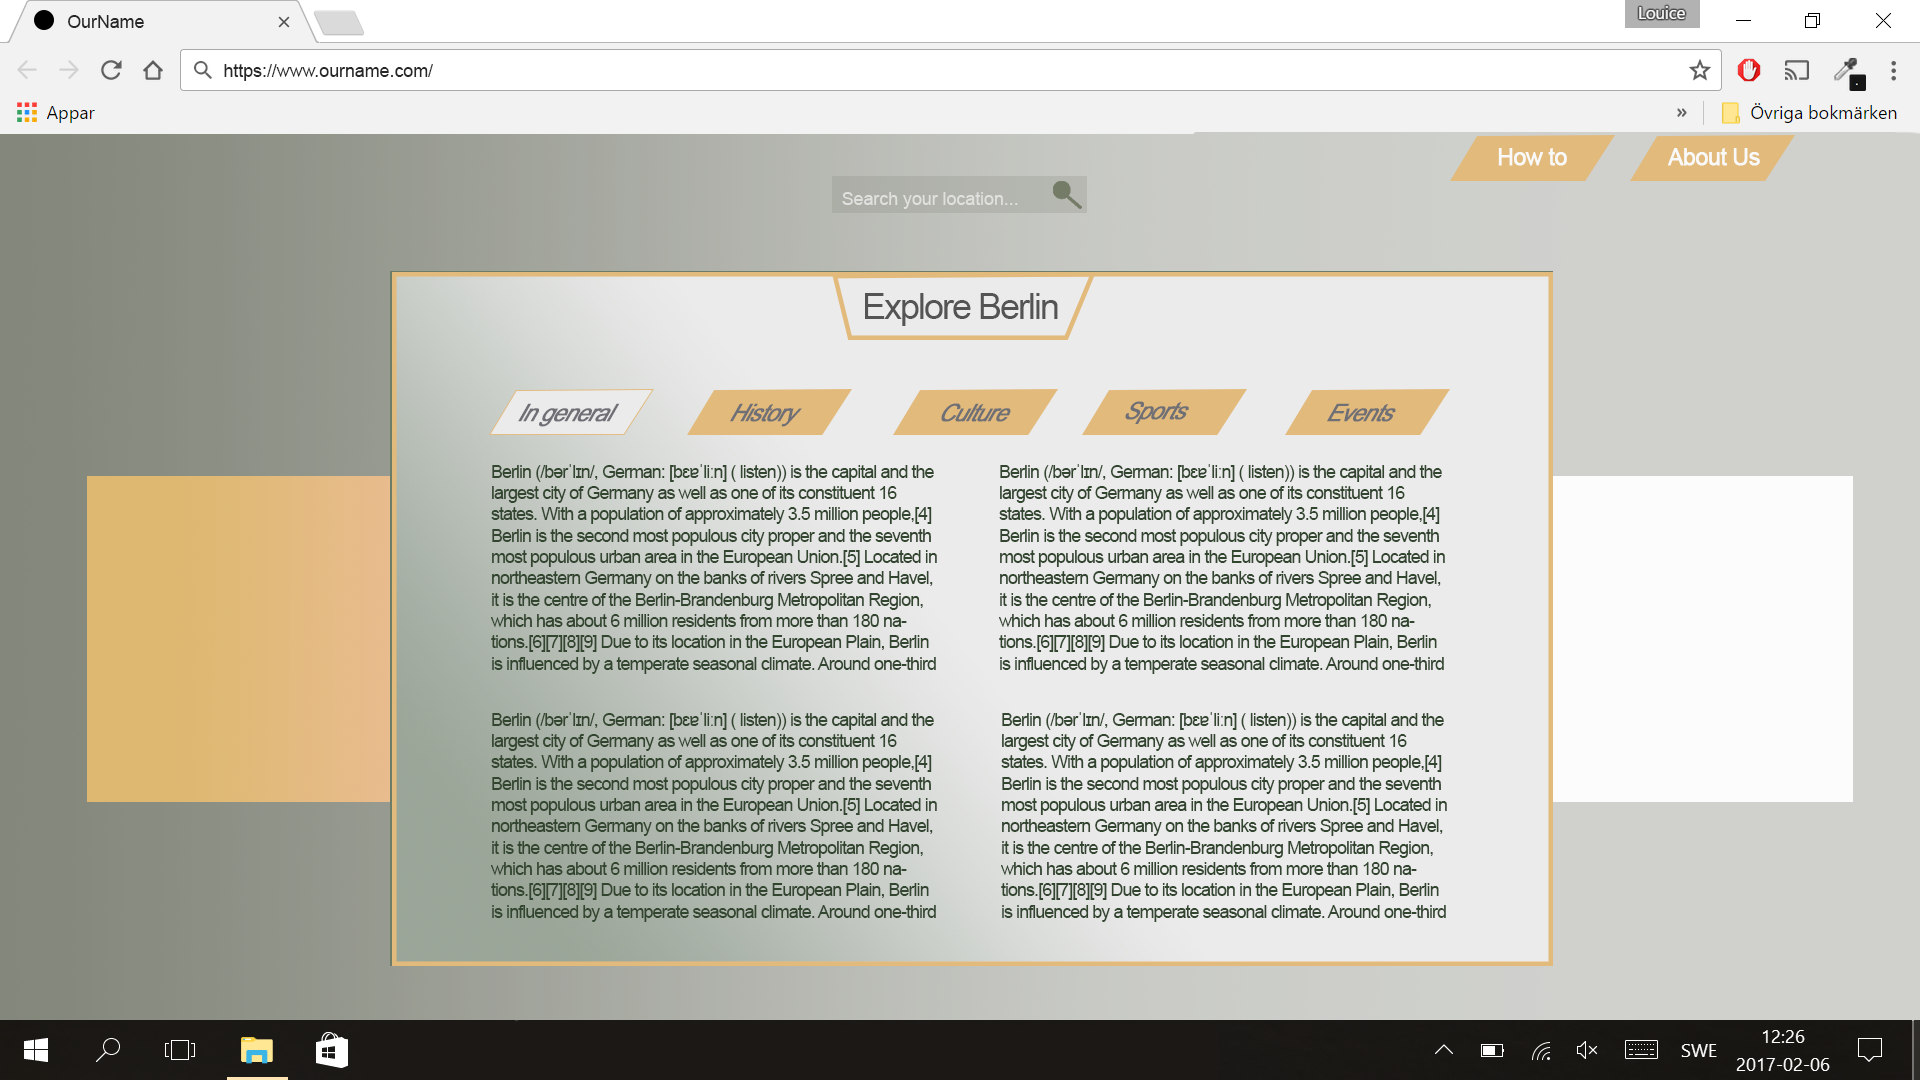 OurName
Louice
https://www.ourname.com/
Appar
»
Övriga bokmärken
How to
About Us
Search your location...
Explore Berlin
In general
History
Culture
Sports
Events
Berlin (/bərˈlɪn/, German: [bɛɐˈliːn] ( listen)) is the capital and the
largest city of Germany as well as one of its constituent 16
states. With a population of approximately 3.5 million people,[4]
Berlin is the second most populous city proper and the seventh
most populous urban area in the European Union.[5] Located in
northeastern Germany on the banks of rivers Spree and Havel,
it is the centre of the Berlin-Brandenburg Metropolitan Region,
which has about 6 million residents from more than 180 na-
tions.[6][7][8][9] Due to its location in the European Plain, Berlin
is influenced by a temperate seasonal climate. Around one-third
Berlin (/bərˈlɪn/, German: [bɛɐˈliːn] ( listen)) is the capital and the
largest city of Germany as well as one of its constituent 16
states. With a population of approximately 3.5 million people,[4]
Berlin is the second most populous city proper and the seventh
most populous urban area in the European Union.[5] Located in
northeastern Germany on the banks of rivers Spree and Havel,
it is the centre of the Berlin-Brandenburg Metropolitan Region,
which has about 6 million residents from more than 180 na-
tions.[6][7][8][9] Due to its location in the European Plain, Berlin
is influenced by a temperate seasonal climate. Around one-third
Berlin (/bərˈlɪn/, German: [bɛɐˈliːn] ( listen)) is the capital and the
largest city of Germany as well as one of its constituent 16
states. With a population of approximately 3.5 million people,[4]
Berlin is the second most populous city proper and the seventh
most populous urban area in the European Union.[5] Located in
northeastern Germany on the banks of rivers Spree and Havel,
it is the centre of the Berlin-Brandenburg Metropolitan Region,
which has about 6 million residents from more than 180 na-
tions.[6][7][8][9] Due to its location in the European Plain, Berlin
is influenced by a temperate seasonal climate. Around one-third
Berlin (/bərˈlɪn/, German: [bɛɐˈliːn] ( listen)) is the capital and the
largest city of Germany as well as one of its constituent 16
states. With a population of approximately 3.5 million people,[4]
Berlin is the second most populous city proper and the seventh
most populous urban area in the European Union.[5] Located in
northeastern Germany on the banks of rivers Spree and Havel,
it is the centre of the Berlin-Brandenburg Metropolitan Region,
which has about 6 million residents from more than 180 na-
tions.[6][7][8][9] Due to its location in the European Plain, Berlin
is influenced by a temperate seasonal climate. Around one-third
SWE
12:26
2017-02-06